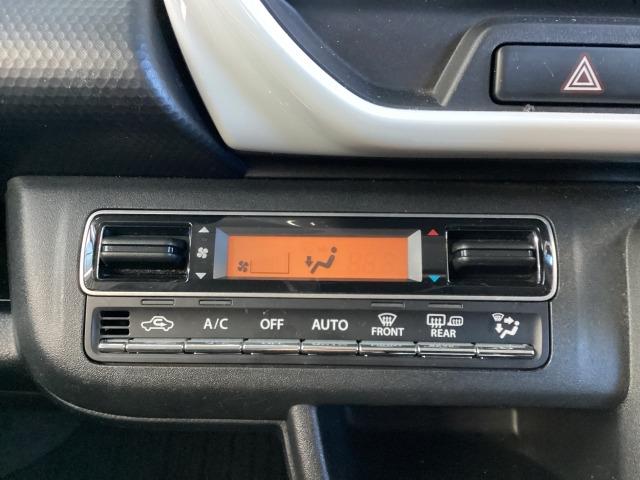 A/C OFF AUTO FRONT REAR